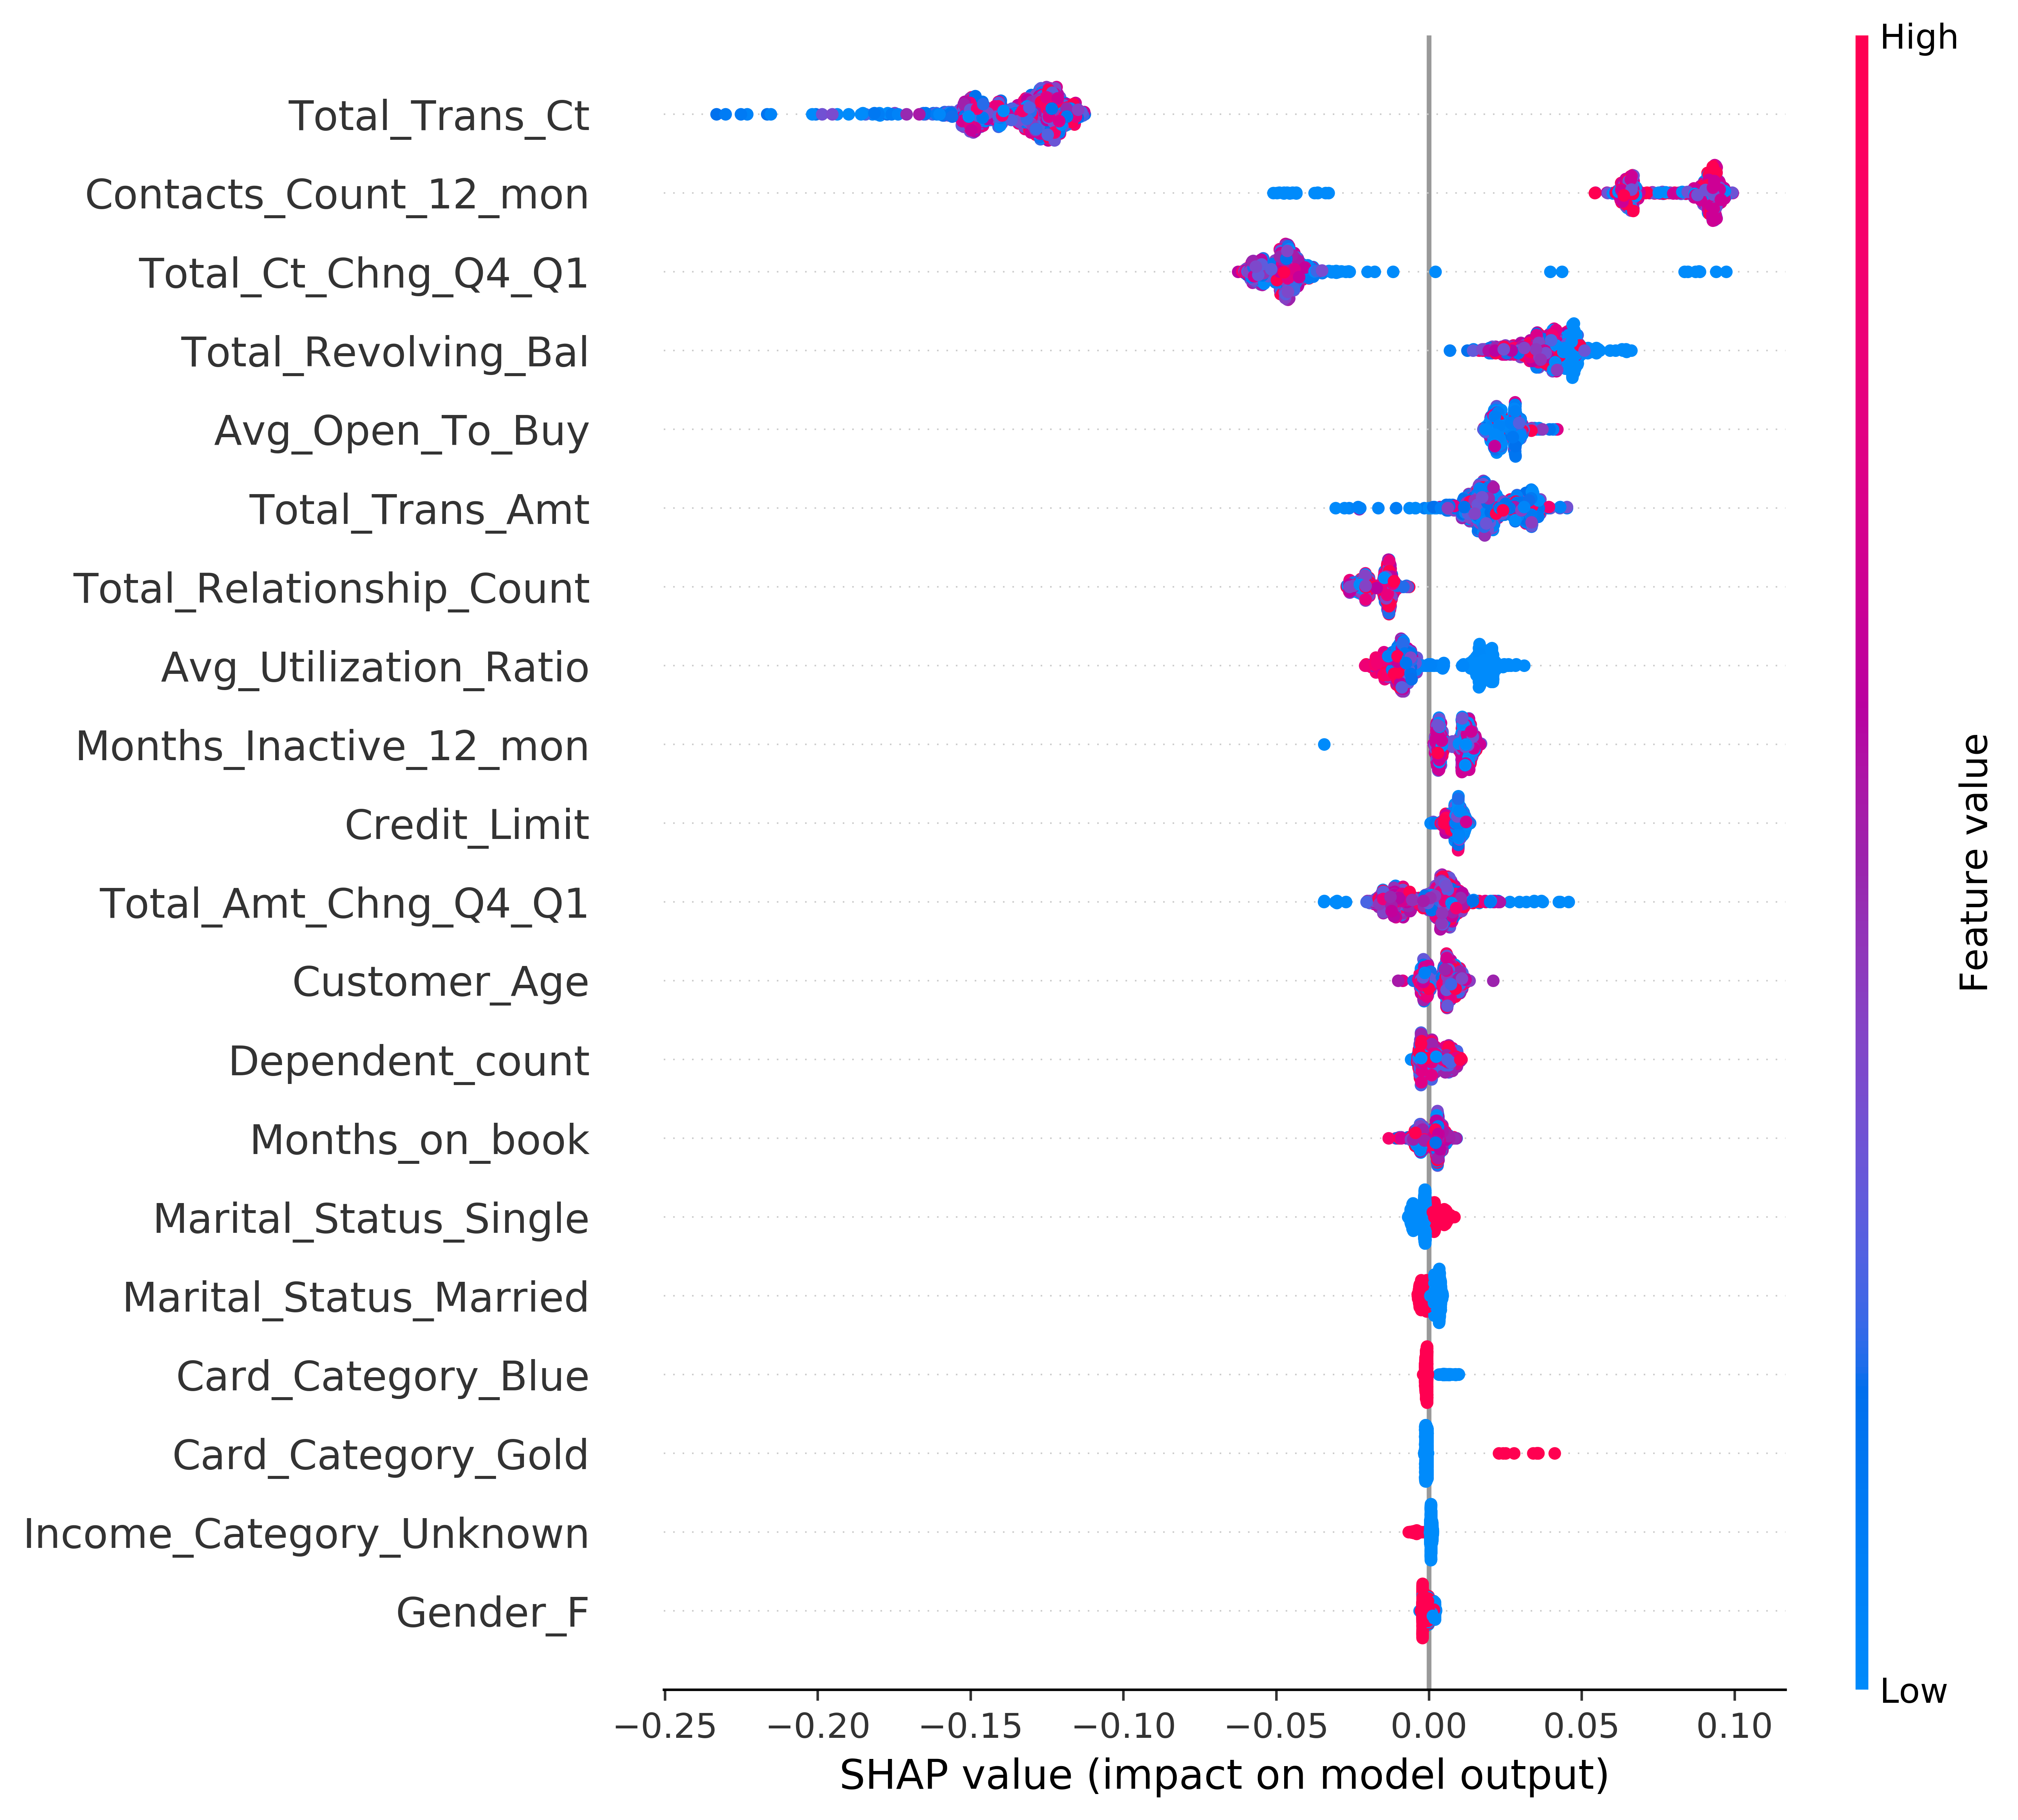 High
Total_Trans_Ct
Contacts_Count_12_mon
Total_Ct_Chng_Q4_Q1
Total_Revolving_Bal
Avg_Open_To_Buy
Total_Trans_Amt
Total_Relationship_Count
Avg_Utilization_Ratio
Months_Inactive_12_mon
Credit_Limit
Total_Amt_Chng_Q4_Q1
Customer_Age
Dependent_count
Months_on_book
Marital_Status_Single
Marital_Status_Married
Card_Category_Blue
Card_Category_Gold
Income_Category_Unknown
Gender_F
Feature value
Low
−0.25 −0.20 −0.15 −0.10 −0.05 0.00 0.05 0.10
SHAP value (impact on model output)